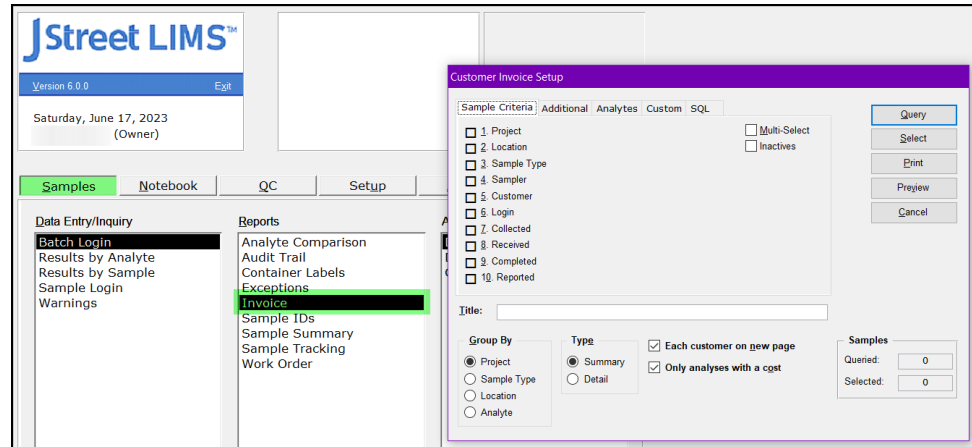 JStreet LIMS™
Version 6.0.0 Exit
Saturday, June 17, 2023
(Owner)
Samples Notebook QC Setup
Data Entry/Inquiry
Batch Login
Results by Analyte
Results by Sample
Sample Login
Warnings
Reports
Analyte Comparison
Audit Trail
Container Labels
Exceptions
Invoice
Sample IDs
Sample Summary
Sample Tracking
Work Order
Customer Invoice Setup
Sample Criteria Additional Analytes Custom SQL
1. Project
2. Location
3. Sample Type
4. Sampler
5. Customer
6. Login
7. Collected
8. Received
9. Completed
10. Reported
Multi-Select
Inactives
Query
Select
Print
Preview
Cancel
Title:
Group By
Project
Sample Type
Location
Analyte
Type
Summary
Detail
Each customer on new page
Only analyses with a cost
Samples
Queried: 0
Selected: 0